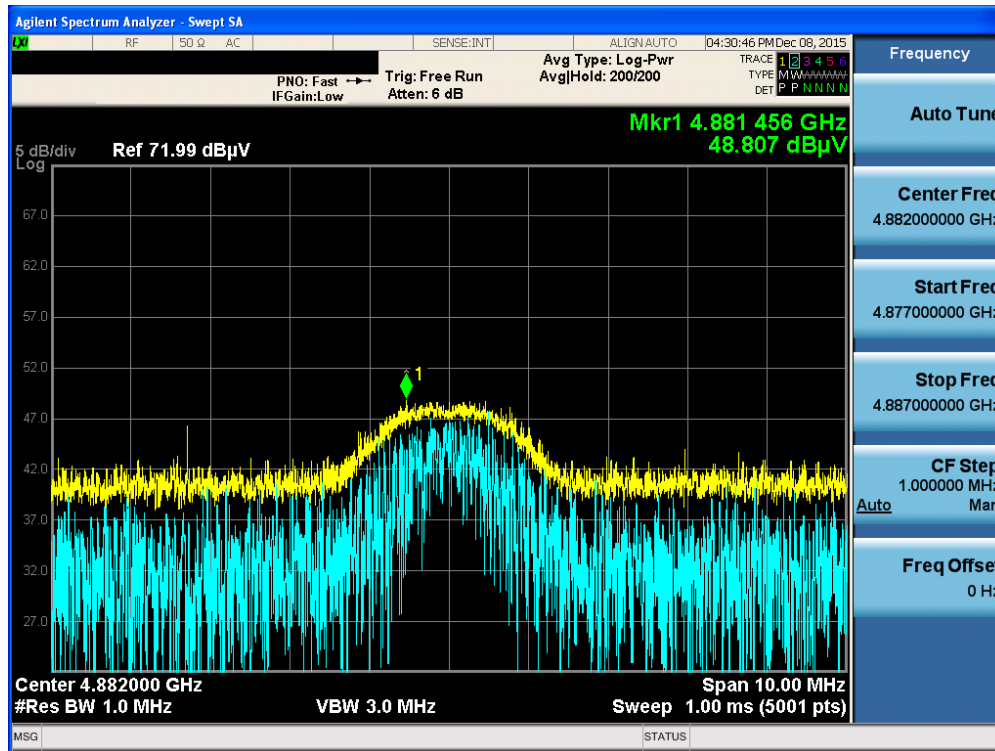 Agilent Spectrum Analyzer - Swept SA
LXI RF 50 Ω AC SENSE:INT ALIGN AUTO 04:30:46 PM Dec 08, 2015
Avg Type: Log-Pwr
TRACE 1 2 3 4 5 6
PNO: Fast Trig: Free Run Avg|Hold: 200/200
TYPE M W
IFGain:Low Atten: 6 dB
DET P P N N N N
Mkr1 4.881 456 GHz
5 dB/div Ref 71.99 dBµV 48.807 dBµV
Log
67.0
62.0
57.0
52.0
1
47.0
42.0
37.0
32.0
27.0
Center 4.882000 GHz Span 10.00 MHz
#Res BW 1.0 MHz VBW 3.0 MHz Sweep 1.00 ms (5001 pts)
MSG STATUS
Frequency
Auto Tune
Center Freq
4.882000000 GHz
Start Freq
4.877000000 GHz
Stop Freq
4.887000000 GHz
CF Step
1.000000 MHz
Auto Man
Freq Offset
0 Hz